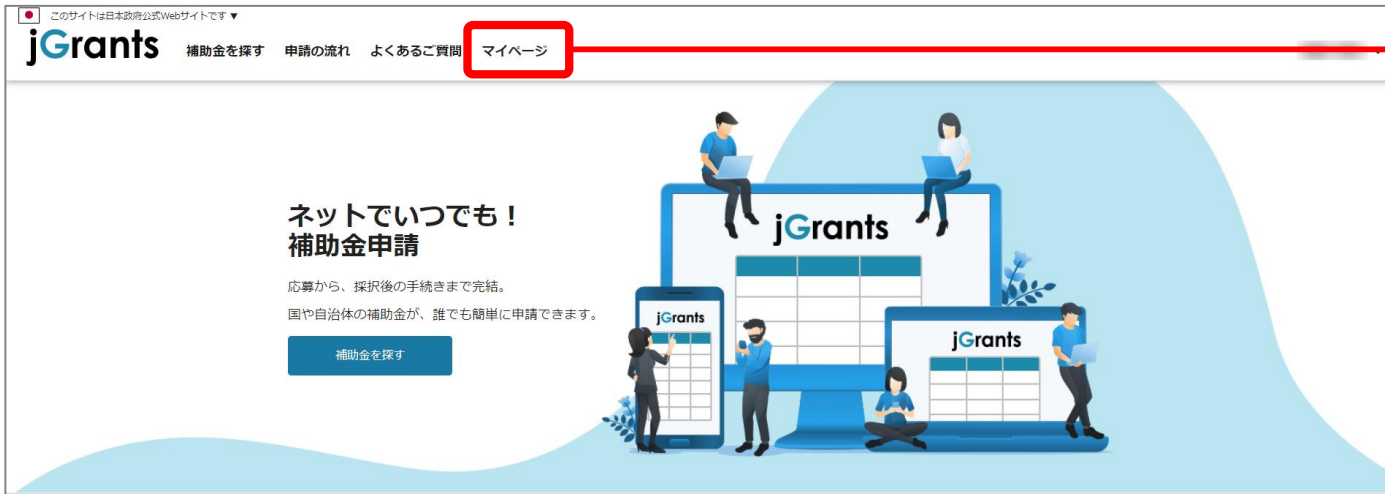 このサイトは日本政府公式Webサイトです ▼
jGrants 補助金を探す 申請の流れ よくあるご質問 マイページ
ネットでいつでも！
補助金申請
応募から、採択後の手続きまで完結。
国や自治体の補助金が、誰でも簡単に申請できます。
補助金を探す
jGrants
jGrants
jGrants